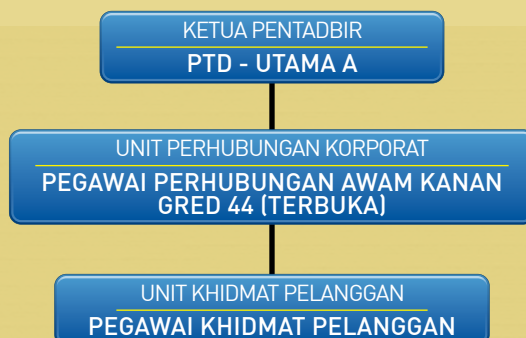 KETUA PENTADBIR
PTD - UTAMA A
UNIT PERHUBUNGAN KORPORAT
PEGAWAI PERHUBUNGAN AWAM KANAN
GRED 44 (TERBUKA)
UNIT KHIDMAT PELANGGAN
PEGAWAI KHIDMAT PELANGGAN